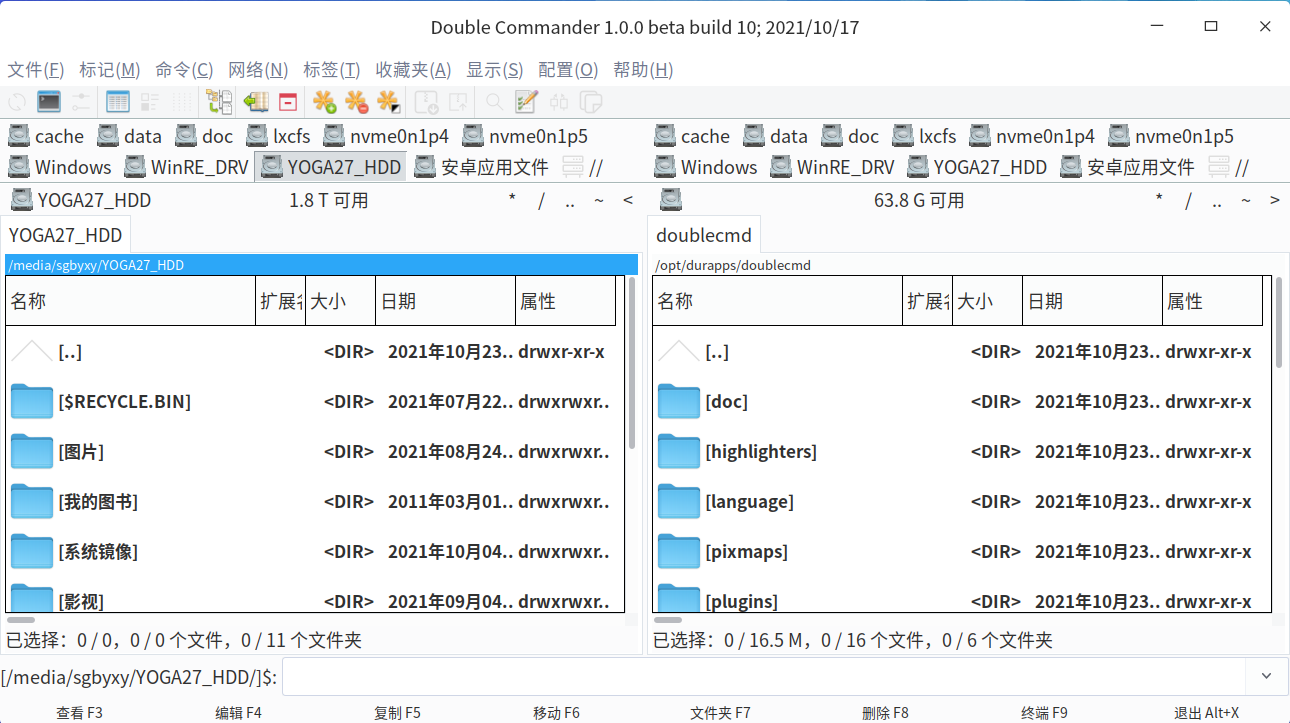 Double Commander 1.0.0 beta build 10; 2021/10/17
文件(F) 标记(M) 命令(C) 网络(N) 标签(T) 收藏夹(A) 显示(S) 配置(O) 帮助(H)
cache data doc lxcfs nvme0n1p4 nvme0n1p5
Windows WinRE_DRV YOGA27_HDD 安卓应用文件 //
YOGA27_HDD 1.8 T 可用 * / .. ~ <
YOGA27_HDD
/media/sgbyxy/YOGA27_HDD
名称 扩展名 大小 日期 属性
[..] <DIR> 2021年10月23.. drwxr-xr-x
[$RECYCLE.BIN] <DIR> 2021年07月22.. drwxrwxr..
[图片] <DIR> 2021年08月24.. drwxrwxr..
[我的图书] <DIR> 2011年03月01.. drwxrwxr..
[系统镜像] <DIR> 2021年10月04.. drwxrwxr..
[影视] <DIR> 2021年09月04.. drwxrwxr..
已选择：0 / 0，0 / 0 个文件，0 / 11 个文件夹
cache data doc lxcfs nvme0n1p4 nvme0n1p5
Windows WinRE_DRV YOGA27_HDD 安卓应用文件 //
63.8 G 可用 * / .. ~ >
doublecmd
/opt/durapps/doublecmd
名称 扩展名 大小 日期 属性
[..] <DIR> 2021年10月23.. drwxr-xr-x
[doc] <DIR> 2021年10月23.. drwxr-xr-x
[highlighters] <DIR> 2021年10月23.. drwxr-xr-x
[language] <DIR> 2021年10月23.. drwxr-xr-x
[pixmaps] <DIR> 2021年10月23.. drwxr-xr-x
[plugins] <DIR> 2021年10月23.. drwxr-xr-x
已选择：0 / 16.5 M，0 / 16 个文件，0 / 6 个文件夹
[/media/sgbyxy/YOGA27_HDD/]$:
查看 F3 编辑 F4 复制 F5 移动 F6 文件夹 F7 删除 F8 终端 F9 退出 Alt+X